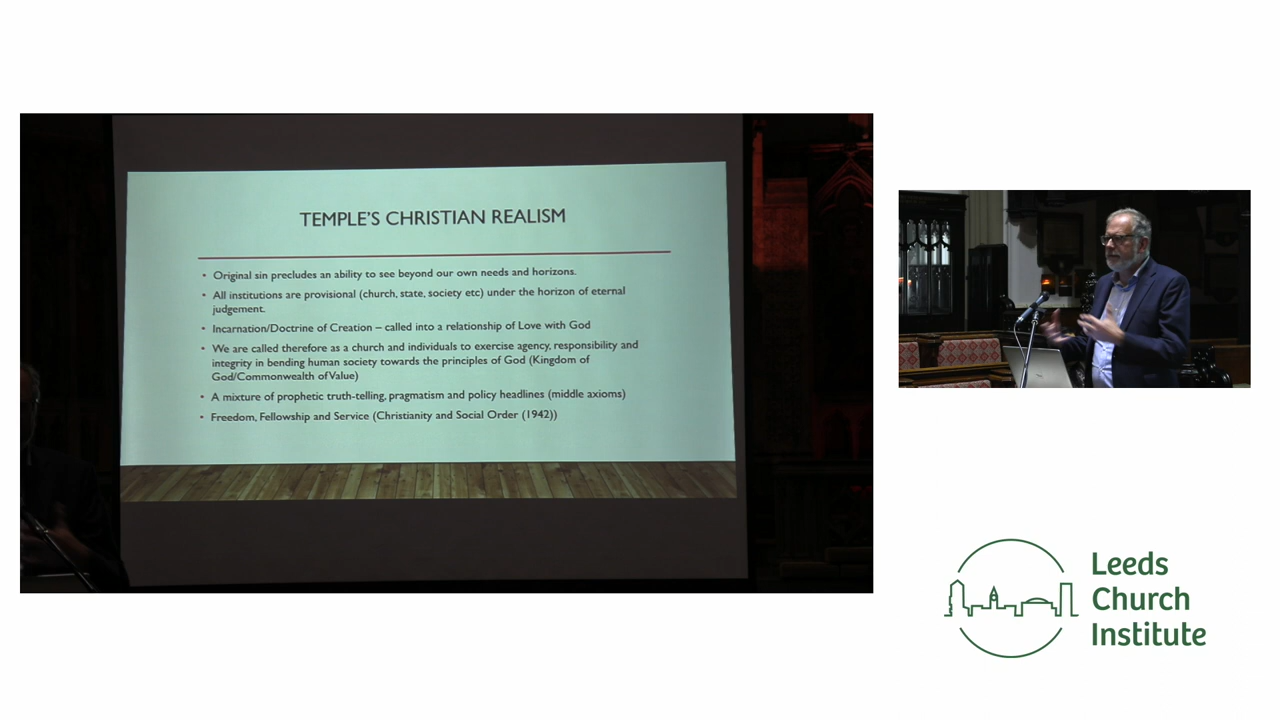 TEMPLE'S CHRISTIAN REALISM
• Original sin precludes an ability to see beyond our own needs and horizons.
• All institutions are provisional (church, state, society etc) under the horizon of eternal
judgement.
• Incarnation/Doctrine of Creation – called into a relationship of Love with God
• We are called therefore as a church and individuals to exercise agency, responsibility and
integrity in bending human society towards the principles of God (Kingdom of
God/Commonwealth of Value)
• A mixture of prophetic truth-telling, pragmatism and policy headlines (middle axioms)
• Freedom, Fellowship and Service (Christianity and Social Order (1942))
Leeds
Church
Institute